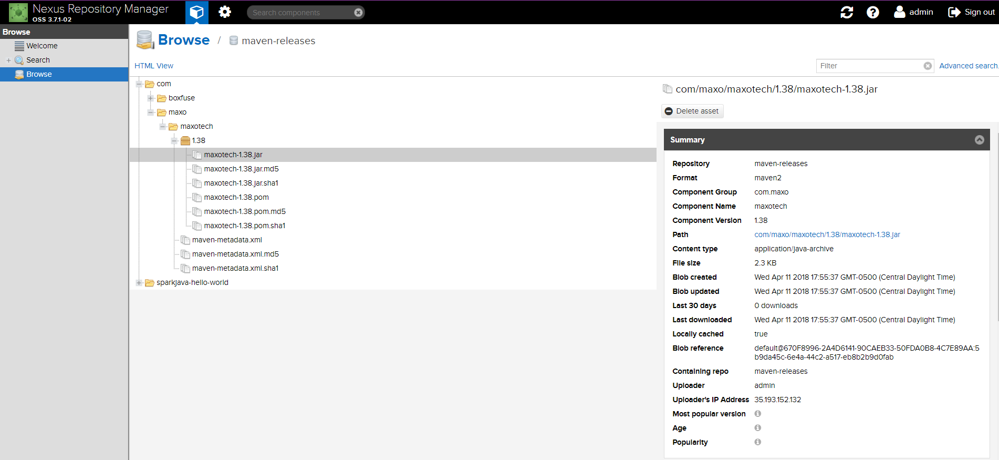 Nexus Repository Manager
OSS 3.7.1-02
Search components
admin
Sign out
Browse
Welcome
Search
Browse
Browse / maven-releases
HTML View
Filter
Advanced search.
com
boxfuse
maxo
maxotech
1.38
maxotech-1.38.jar
maxotech-1.38.jar.md5
maxotech-1.38.jar.sha1
maxotech-1.38.pom
maxotech-1.38.pom.md5
maxotech-1.38.pom.sha1
maven-metadata.xml
maven-metadata.xml.md5
maven-metadata.xml.sha1
sparkjava-hello-world
com/maxo/maxotech/1.38/maxotech-1.38.jar
Delete asset
Summary
Repository maven-releases
Format maven2
Component Group com.maxo
Component Name maxotech
Component Version 1.38
Path com/maxo/maxotech/1.38/maxotech-1.38.jar
Content type application/java-archive
File size 2.3 KB
Blob created Wed Apr 11 2018 17:55:37 GMT-0500 (Central Daylight Time)
Blob updated Wed Apr 11 2018 17:55:37 GMT-0500 (Central Daylight Time)
Last 30 days 0 downloads
Last downloaded Wed Apr 11 2018 17:55:37 GMT-0500 (Central Daylight Time)
Locally cached true
Blob reference default@670F8996-2A4D6141-90CAEB33-50FDA0B8-4C7E89AA:5
b9da45c-6e4a-44c2-a517-eb8b2b9d0fab
Containing repo maven-releases
Uploader admin
Uploader's IP Address 35.193.152.132
Most popular version
Age
Popularity